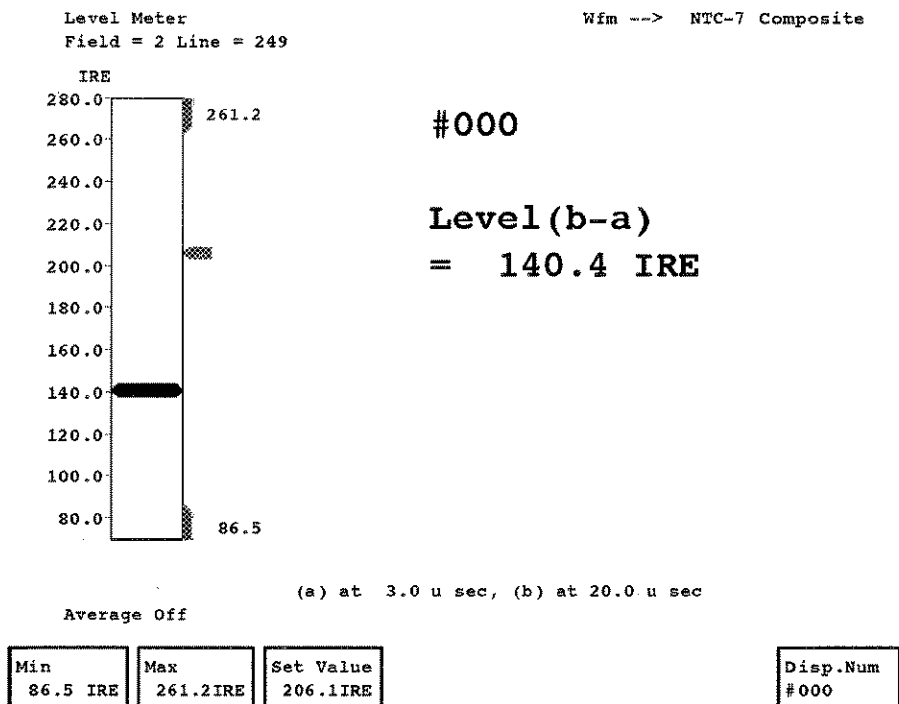 Level Meter
Wfm --> NTC-7 Composite
Field = 2 Line = 249
IRE
280.0
261.2
260.0
240.0
220.0
200.0
180.0
160.0
140.0
120.0
100.0
80.0
86.5
#000
Level(b-a)
= 140.4 IRE
(a) at 3.0 u sec, (b) at 20.0 u sec
Average Off
Min
86.5 IRE
Max
261.2IRE
Set Value
206.1IRE
Disp.Num
#000